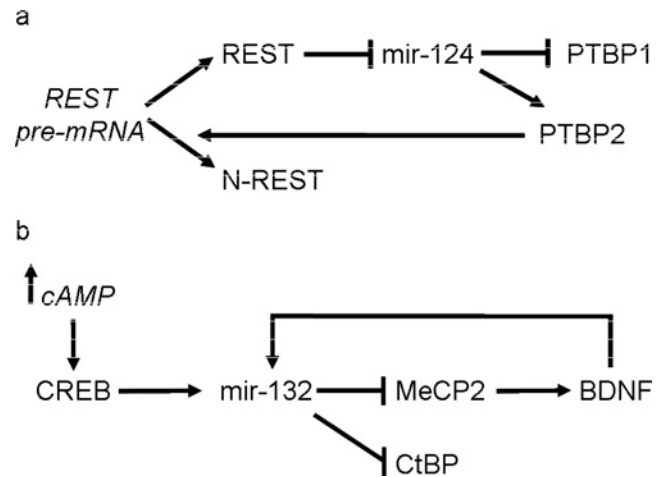 a
REST mir-124 PTBP1
REST
pre-mRNA
PTBP2
N-REST
b
cAMP
CREB mir-132 MeCP2 BDNF
CtBP